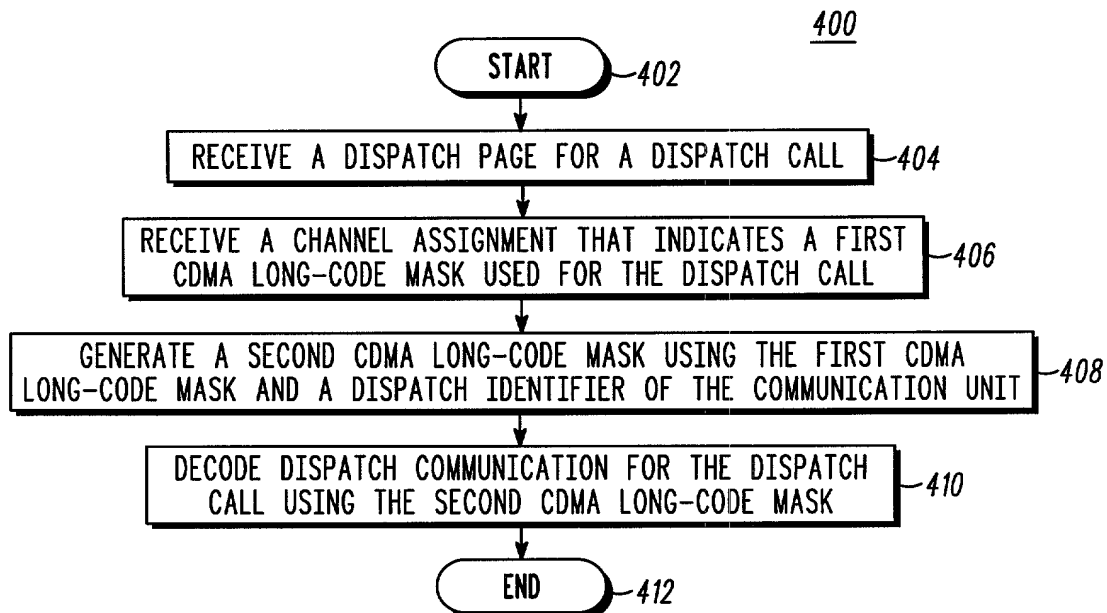 400
START
402
RECEIVE A DISPATCH PAGE FOR A DISPATCH CALL
404
RECEIVE A CHANNEL ASSIGNMENT THAT INDICATES A FIRST
CDMA LONG-CODE MASK USED FOR THE DISPATCH CALL
406
GENERATE A SECOND CDMA LONG-CODE MASK USING THE FIRST CDMA
LONG-CODE MASK AND A DISPATCH IDENTIFIER OF THE COMMUNICATION UNIT
408
DECODE DISPATCH COMMUNICATION FOR THE DISPATCH
CALL USING THE SECOND CDMA LONG-CODE MASK
410
END
412